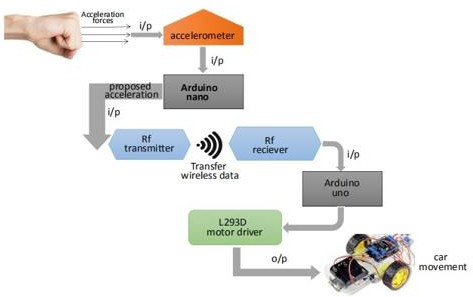 Acceleration
forces
i/p
accelerometer
i/p
Arduino
nano
proposed
acceleration
i/p
Rf
transmitter
Transfer
wireless data
Rf
reciever
i/p
Arduino
uno
L293D
motor driver
o/p
car
movement